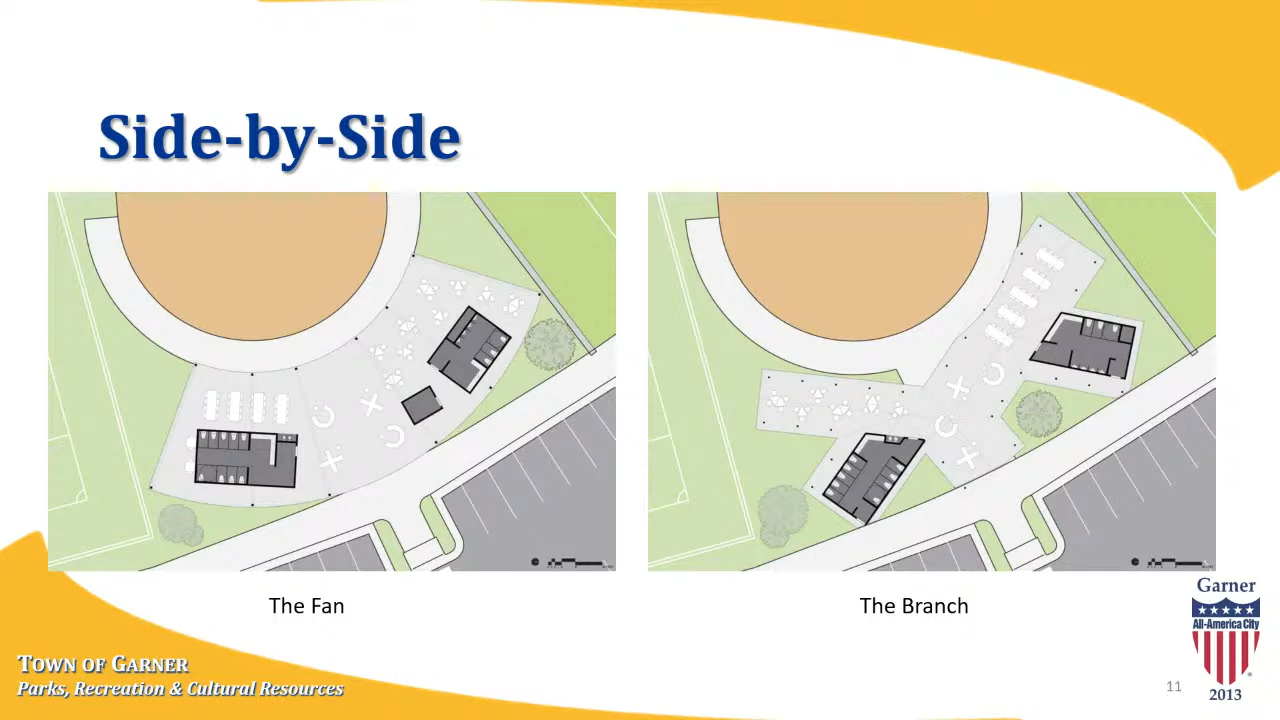 Side-by-Side
The Fan
The Branch
TOWN OF GARNER
Parks, Recreation & Cultural Resources
11
Garner
All-America City
2013